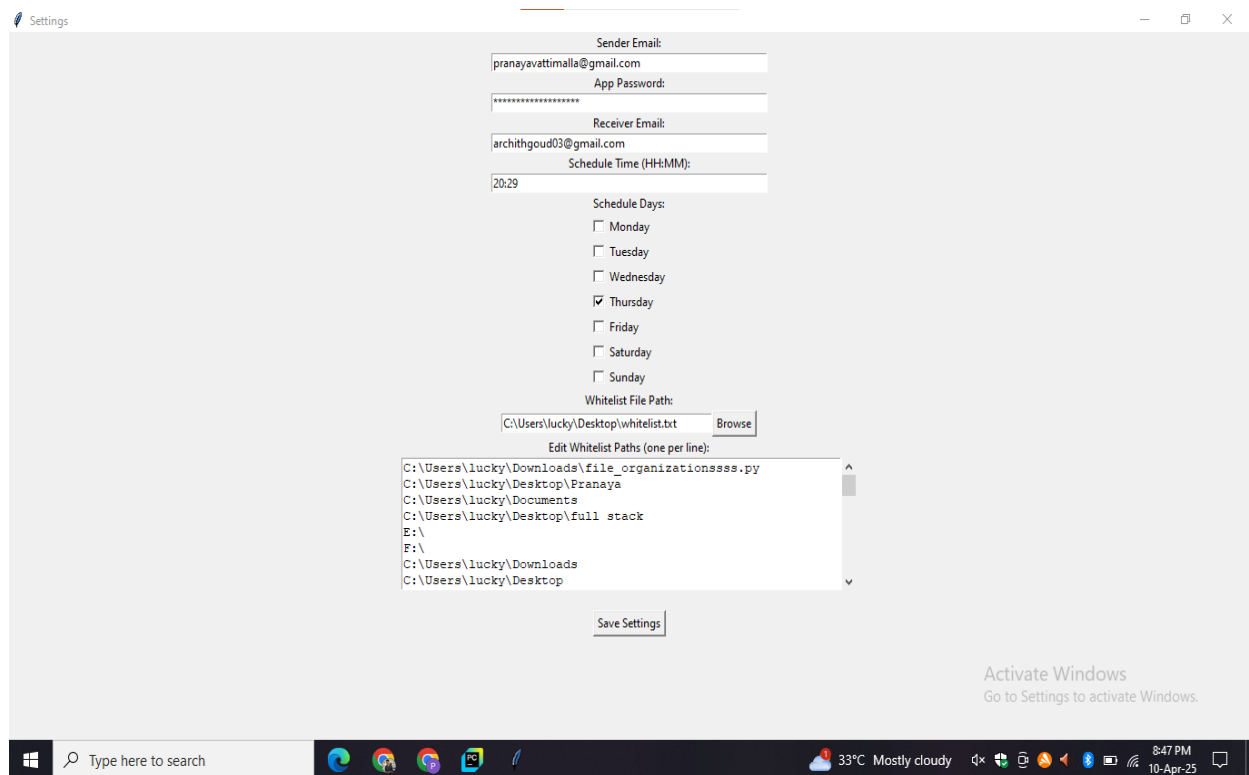 Settings
Sender Email:
pranayavattimalla@gmail.com
App Password:
*******************
Receiver Email:
archithgoud03@gmail.com
Schedule Time (HH:MM):
20:29
Schedule Days:
Monday
Tuesday
Wednesday
Thursday
Friday
Saturday
Sunday
Whitelist File Path:
C:\Users\lucky\Desktop\whitelist.txt Browse
Edit Whitelist Paths (one per line):
C:\Users\lucky\Downloads\file_organizationssss.py
C:\Users\lucky\Desktop\Pranaya
C:\Users\lucky\Documents
C:\Users\lucky\Desktop\full stack
E:\
F:\
C:\Users\lucky\Downloads
C:\Users\lucky\Desktop
Save Settings
Activate Windows
Go to Settings to activate Windows.
Type here to search
PC
1
33°C Mostly cloudy
8:47 PM
10-Apr-25